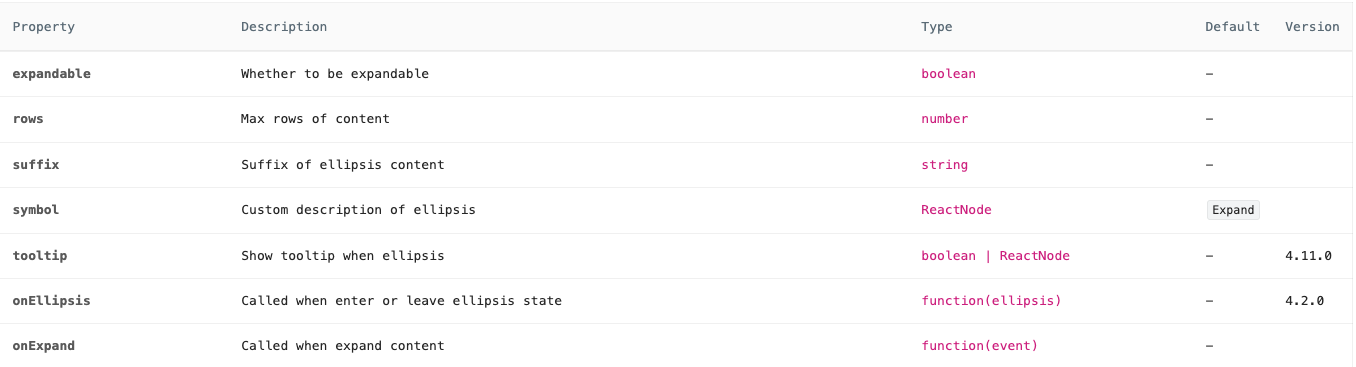 Property Description Type Default Version
expandable Whether to be expandable boolean –
rows Max rows of content number –
suffix Suffix of ellipsis content string –
symbol Custom description of ellipsis ReactNode Expand
tooltip Show tooltip when ellipsis boolean | ReactNode – 4.11.0
onEllipsis Called when enter or leave ellipsis state function(ellipsis) – 4.2.0
onExpand Called when expand content function(event) –